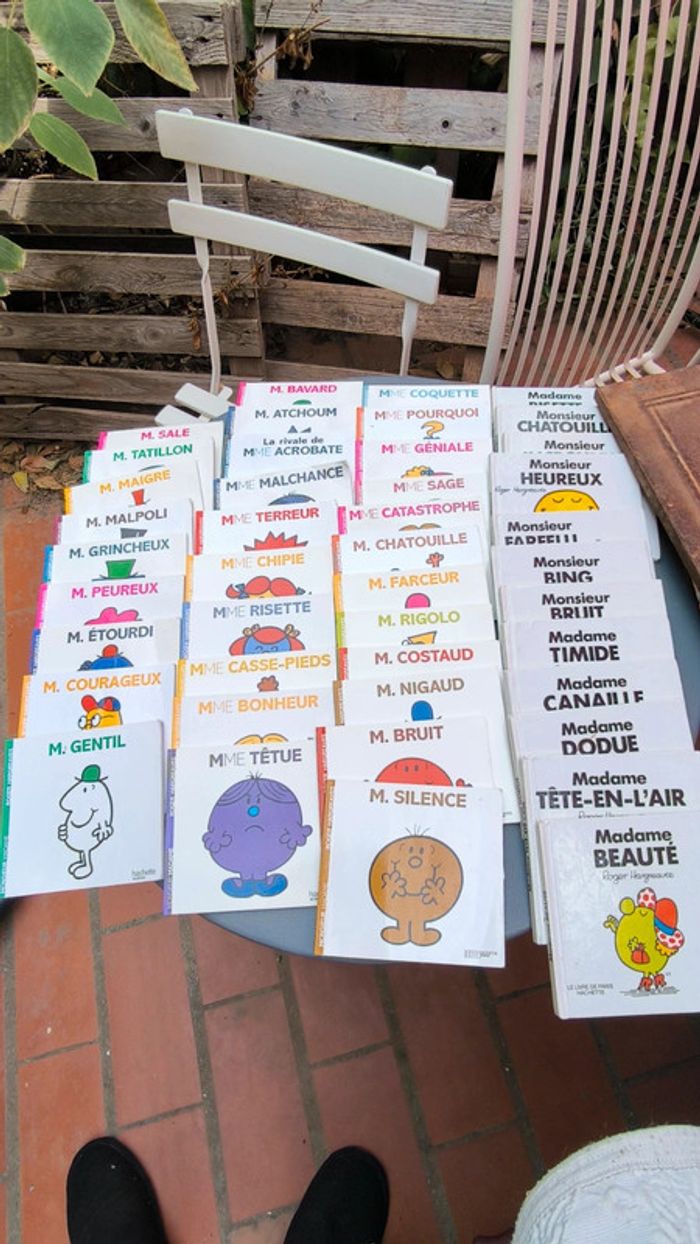 M. SALE
M. TATILLON
M. MAIGRE
M. MALPOLI
M. GRINCHEUX
M. PEUREUX
M. ÉTOURDI
M. COURAGEUX
M. GENTIL
hachette
M. BAVARD
M. ATCHOUM
La rivale de
MME ACROBATE
MME MALCHANCE
MME TERREUR
MME CHIPIE
MME RISETTE
MME CASSE-PIEDS
MME BONHEUR
MME TÊTUE
MME COQUETTE
MME POURQUOI
MME GÉNIALE
MME SAGE
MME CATASTROPHE
M. CHATOUILLE
M. FARCEUR
M. RIGOLO
M. COSTAUD
M. NIGAUD
M. BRUIT
M. SILENCE
Madame
Monsieur
CHATOUILL
Monsieur
Monsieur
HEUREUX
Roger Hargreaves
Monsieur
FARFELU
Monsieur
BING
Monsieur
BRUIT
Madame
TIMIDE
Madame
CANAILLE
Madame
DODUE
Madame
TÊTE-EN-L'AIR
Madame
BEAUTÉ
Roger Hargreaves
LE LIVRE DE PARIS
HACHETTE